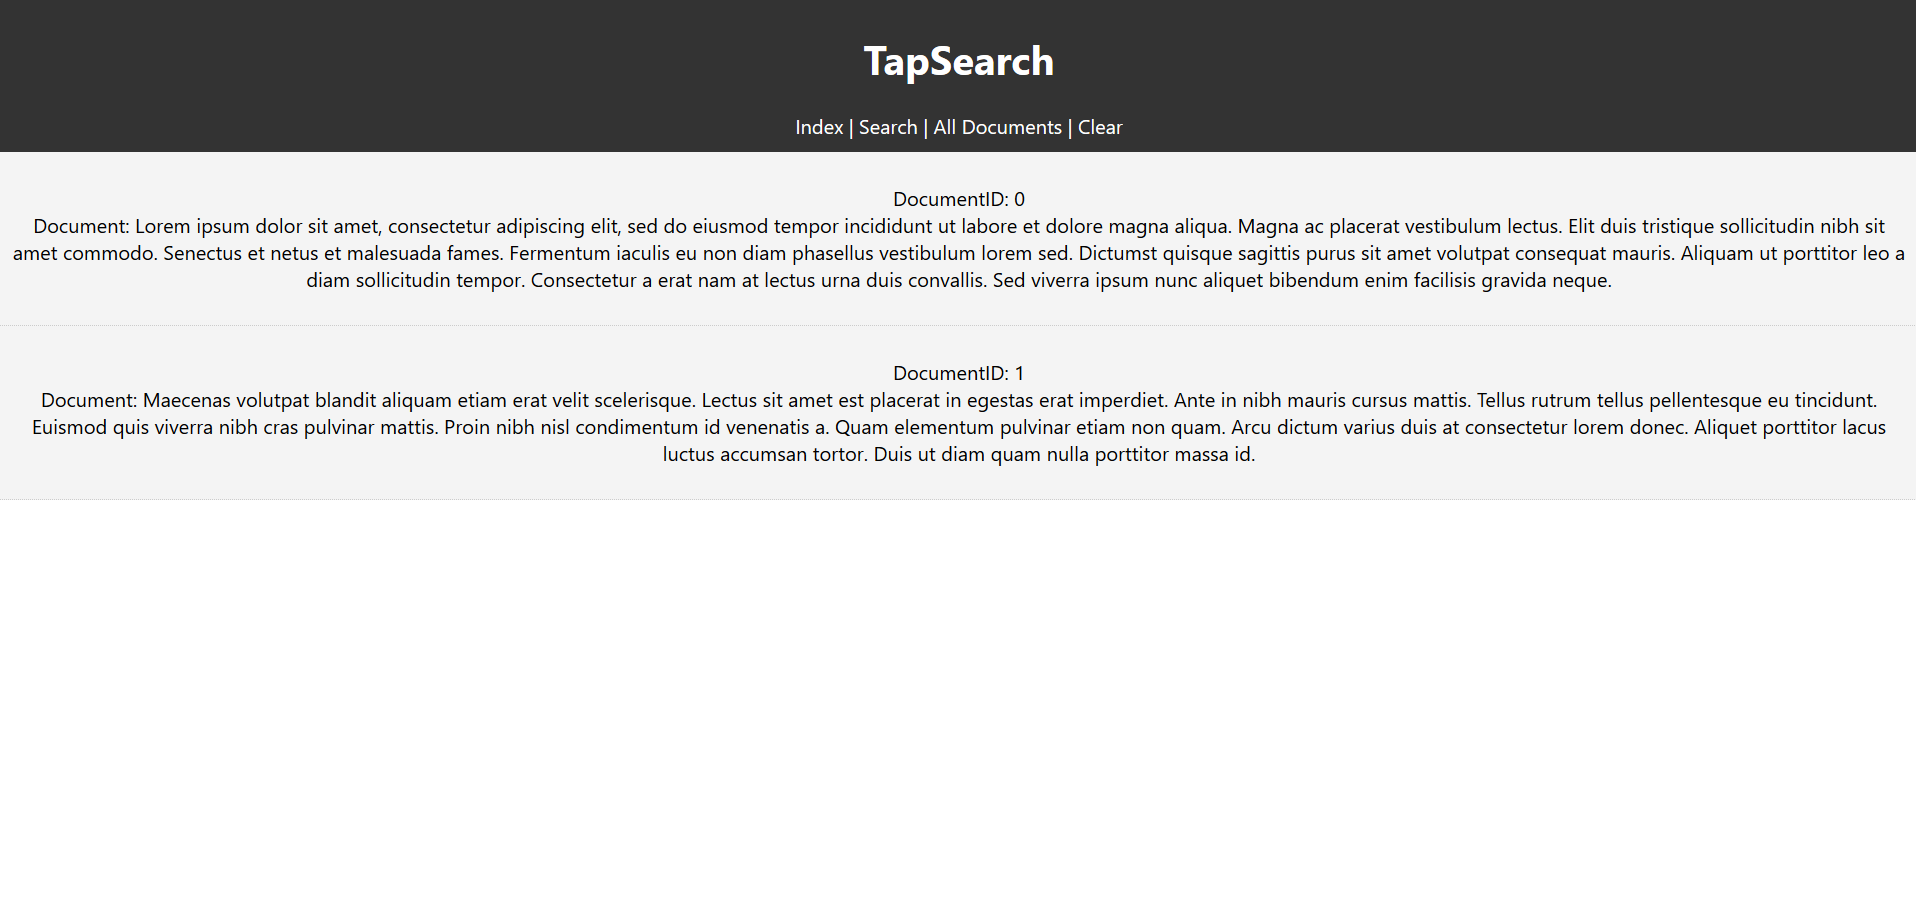 TapSearch
Index | Search | All Documents | Clear
DocumentID: 0
Document: Lorem ipsum dolor sit amet, consectetur adipiscing elit, sed do eiusmod tempor incididunt ut labore et dolore magna aliqua. Magna ac placerat vestibulum lectus. Elit duis tristique sollicitudin nibh sit
amet commodo. Senectus et netus et malesuada fames. Fermentum iaculis eu non diam phasellus vestibulum lorem sed. Dictumst quisque sagittis purus sit amet volutpat consequat mauris. Aliquam ut porttitor leo a
diam sollicitudin tempor. Consectetur a erat nam at lectus urna duis convallis. Sed viverra ipsum nunc aliquet bibendum enim facilisis gravida neque.
DocumentID: 1
Document: Maecenas volutpat blandit aliquam etiam erat velit scelerisque. Lectus sit amet est placerat in egestas erat imperdiet. Ante in nibh mauris cursus mattis. Tellus rutrum tellus pellentesque eu tincidunt.
Euismod quis viverra nibh cras pulvinar mattis. Proin nibh nisl condimentum id venenatis a. Quam elementum pulvinar etiam non quam. Arcu dictum varius duis at consectetur lorem donec. Aliquet porttitor lacus
luctus accumsan tortor. Duis ut diam quam nulla porttitor massa id.